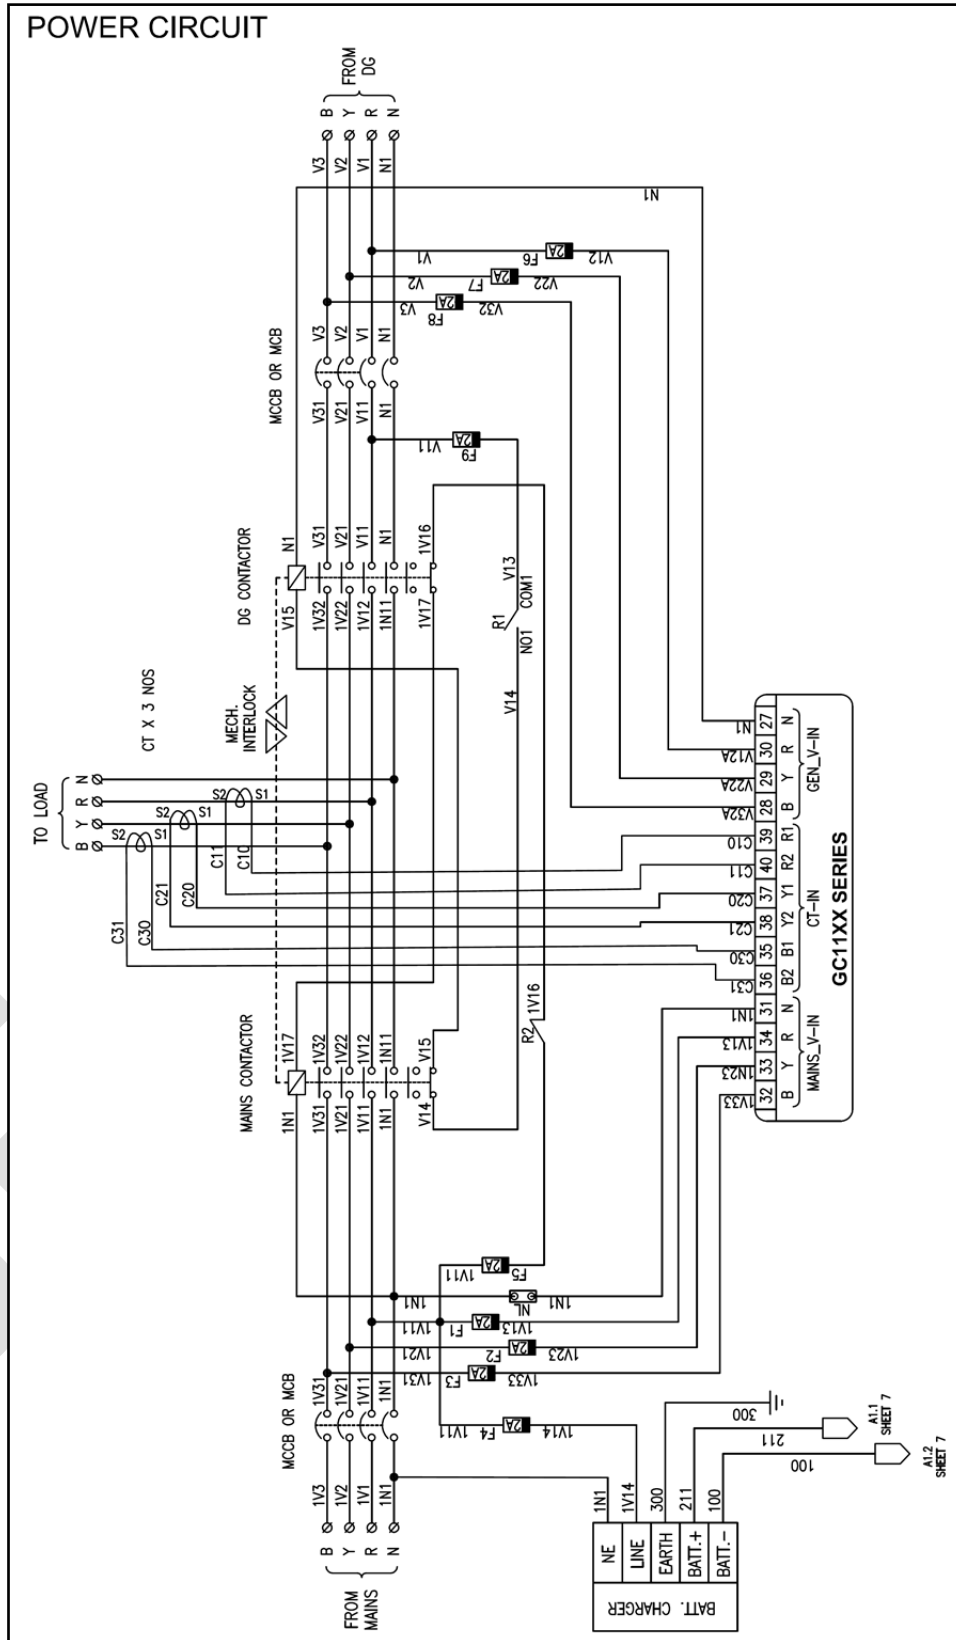 POWER CIRCUIT
FROM
DG
B Y R N
V3 V2 V1 N1
N1
V1 F6 2A V12
V2 F7 2A V22
V3 F8 2A V32
MCCB OR MCB
V3 V2 V1 N1
V31 V21 V11 N1
V11 2A F9
DG CONTACTOR
N1 V31 V21 V11 N1 1V16
V15 1V32 1V22 1V12 1N11 1V17
V13
COM1
R1
NO1
V14
MECH.
INTERLOCK
CT X 3 NOS
TO LOAD
N R Y B
S2 S1
S2 S1
S2 S1
C11 C10
C21 C20
C31 C30
MAINS CONTACTOR
1V17 1V32 1V22 1V12 1N11 V15
1N1 1V31 1V21 1V11 1N1 V14
R2 1V16
1V11 2A F5
1N1 NL 1N1
1V11 F1 2A 1V13
1V21 F2 2A 1V23
1V31 F3 2A 1V33
1V11 F4 2A 1V14
MCCB OR MCB
1V31 1V21 1V11 1N1
1V3 1V2 1V1 1N1
B Y R N
FROM
MAINS
N1 27 N
V12A 30 R
V22A 29 Y
V32A 28 B
GEN_V-IN
C10 39 R1
C11 40 R2
C20 37 Y1
C21 38 Y2
C30 35 B1
C31 36 B2
CT-IN
1N1 31 N
1V13 34 R
1N23 33 Y
1V33 32 B
MAINS_V-IN
GC11XX SERIES
300
211
100
A1.1
SHEET 7
A1.2
SHEET 7
1N1 NE
1V14 LINE
300 EARTH
211 BATT.+
100 BATT.-
BATT. CHARGER